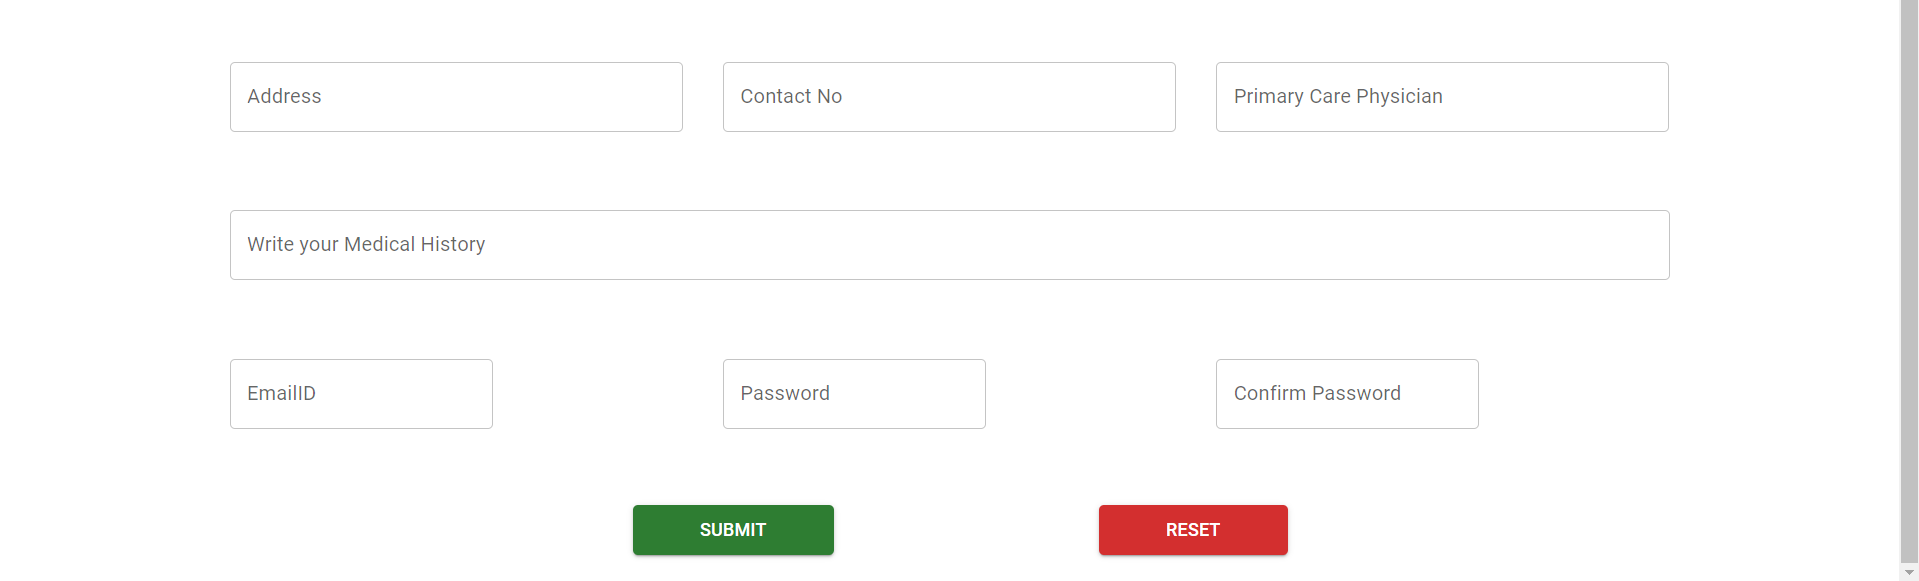 Address Contact No Primary Care Physician
Write your Medical History
EmailID Password Confirm Password
SUBMIT RESET